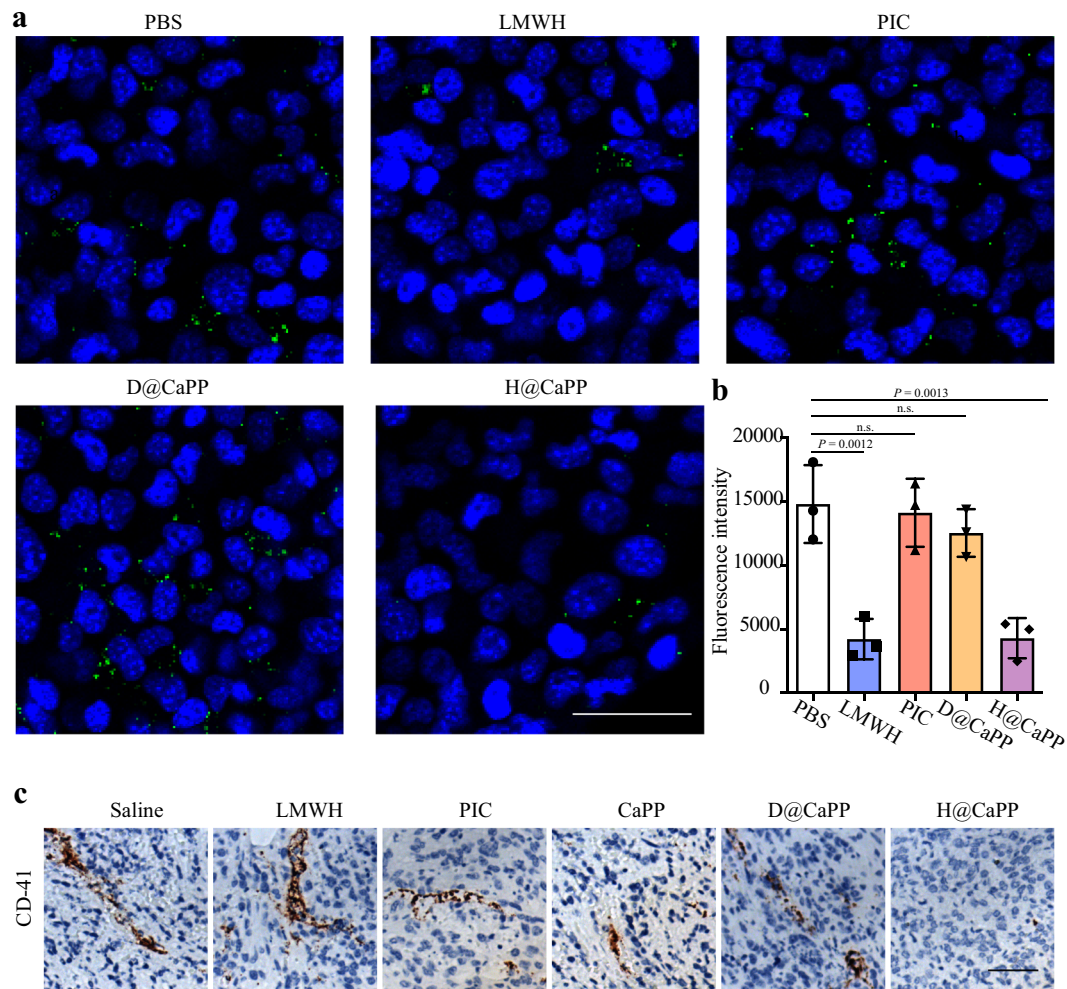 a
PBS
LMWH
PIC
D@CaPP
H@CaPP
b
P = 0.0013
n.s.
n.s.
P = 0.0012
20000
15000
10000
5000
0
Fluorescence intensity
PBS
LMWH
PIC
D@CaPP
H@CaPP
c
Saline
LMWH
PIC
CaPP
D@CaPP
H@CaPP
CD-41